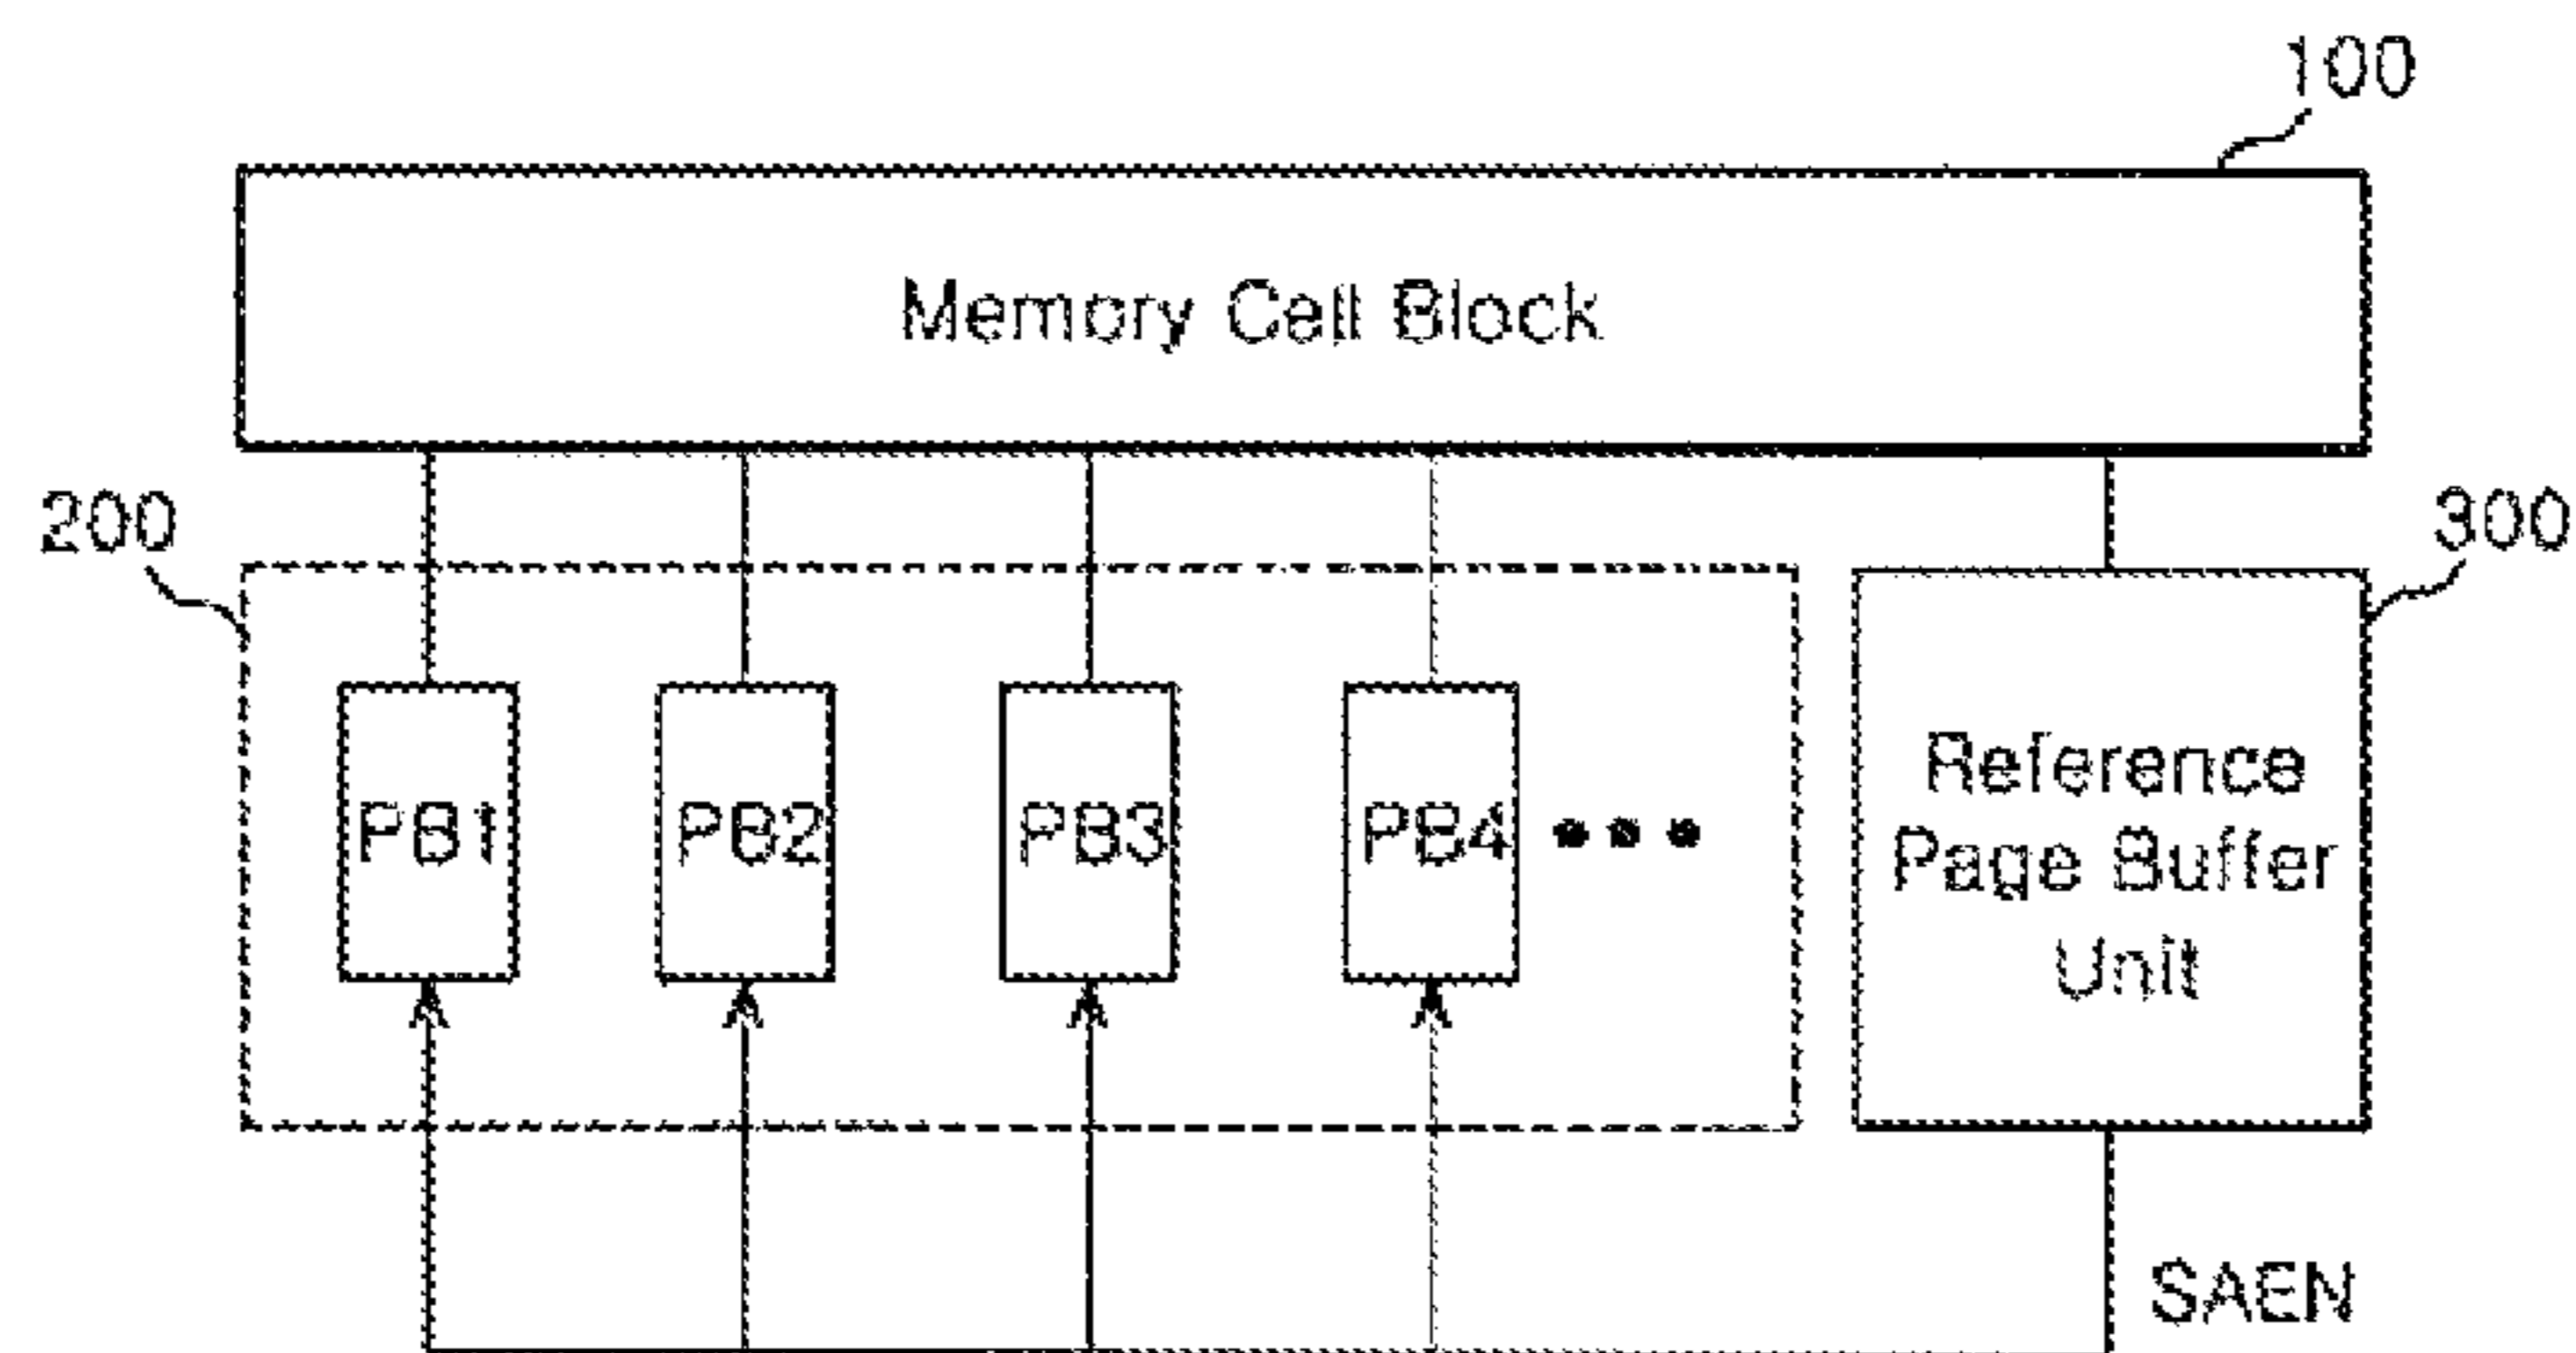 100
Memory Cell Block
200
300
PB1
PB2
PB3
PB4
Reference
Page Buffer
Unit
SAEN